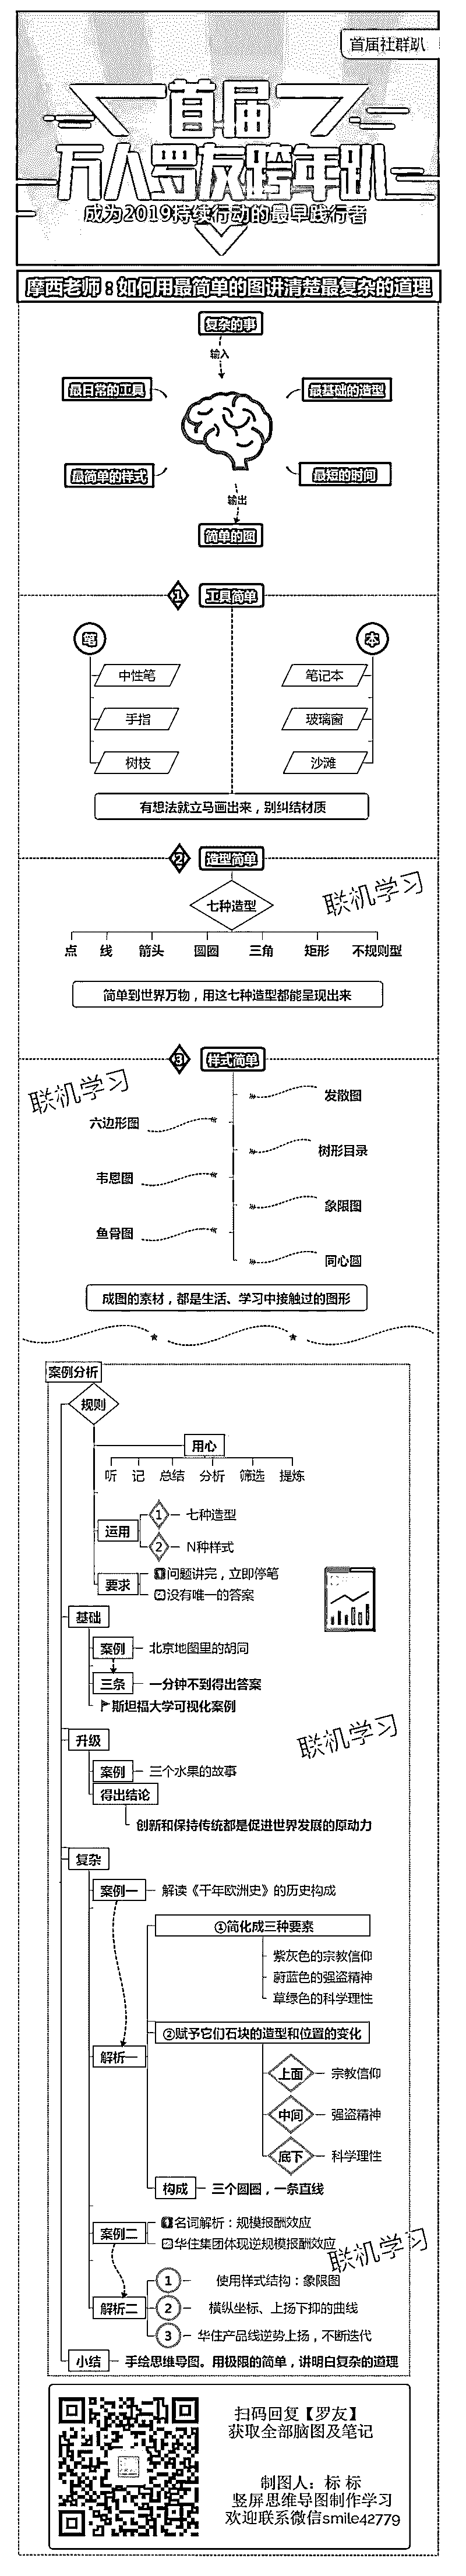 首届社群趴
首届
万人罗友跨年趴
成为2019持续行动的最早践行者
摩西老师：如何用最简单的图讲清楚最复杂的道理
复杂的事
输入
最日常的工具
最基础的造型
最简单的样式
最短的时间
输出
简单的图
1 工具简单
笔
本
中性笔
笔记本
手指
玻璃窗
树枝
沙滩
有想法就立马画出来，别纠结材质
2 造型简单
联机学习
七种造型
点 线 箭头 圆圈 三角 矩形 不规则型
简单到世界万物，用这七种造型都能呈现出来
3 样式简单
联机学习
发散图
六边形图
树形目录
韦恩图
象限图
鱼骨图
同心圆
成图的素材，都是生活、学习中接触过的图形
案例分析
规则
用心
听 记 总结 分析 筛选 提炼
运用
1 七种造型
2 N种样式
要求
1问题讲完，立即停笔
2没有唯一的答案
基础
案例 北京地图里的胡同
三条 一分钟不到得出答案
斯坦福大学可视化案例
联机学习
升级
案例 三个水果的故事
得出结论
创新和保持传统都是促进世界发展的原动力
复杂
案例一 解读《千年欧洲史》的历史构成
①简化成三种要素
紫灰色的宗教信仰
蔚蓝色的强盗精神
草绿色的科学理性
②赋予它们石块的造型和位置的变化
解析一
上面 宗教信仰
中间 强盗精神
底下 科学理性
构成 三个圆圈，一条直线
案例二
1名词解析：规模报酬效应
2华住集团体现逆规模报酬效应
联机学习
解析二
1 使用样式结构：象限图
2 横纵坐标、上扬下抑的曲线
3 华住产品线逆势上扬，不断迭代
小结 手绘思维导图。用极限的简单，讲明白复杂的道理
扫码回复【罗友】
获取全部脑图及笔记
制图人：标 标
竖屏思维导图制作学习
欢迎联系微信smile42779